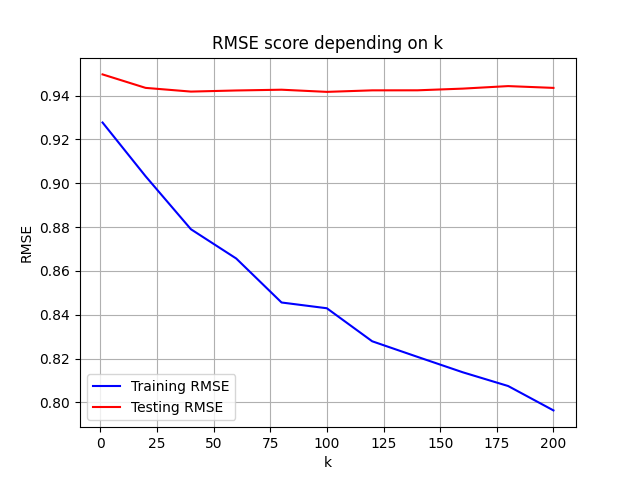 RMSE score depending on k
RMSE
0.94
0.92
0.90
0.88
0.86
0.84
0.82
0.80
Training RMSE
Testing RMSE
0 25 50 75 100 125 150 175 200
k